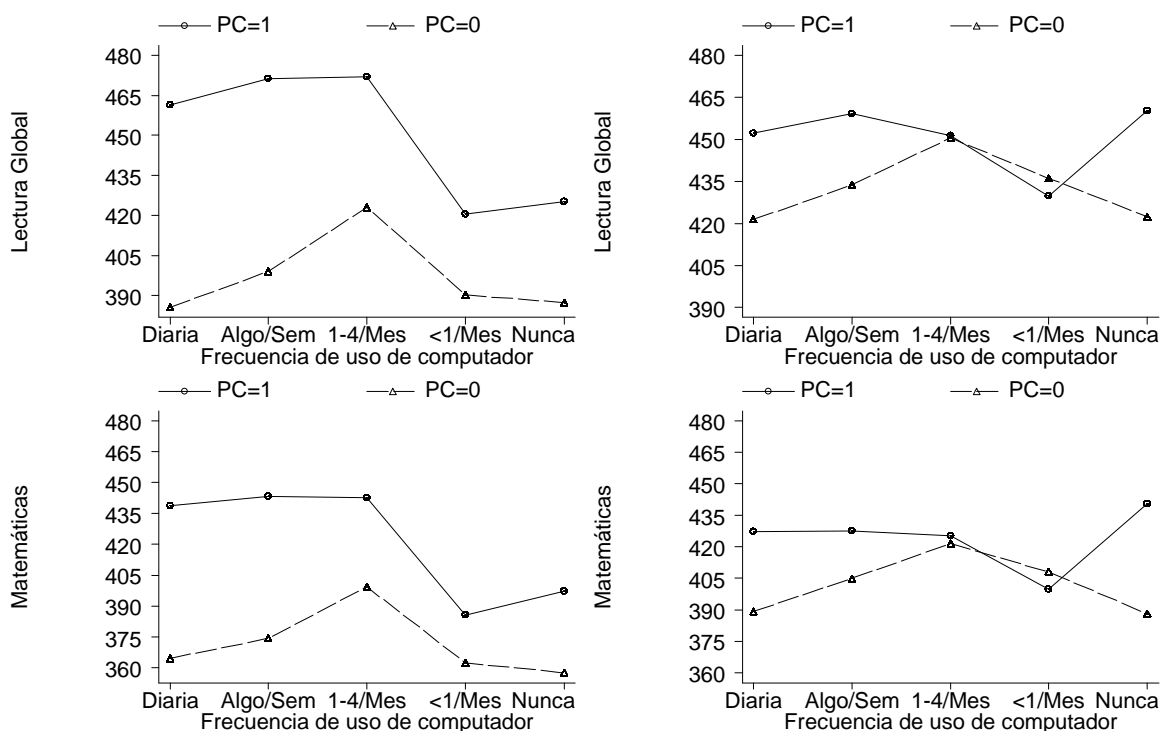 PC=1 PC=0
Lectura Global
480
465
450
435
420
405
390
Diaria Algo/Sem 1-4/Mes <1/Mes Nunca
Frecuencia de uso de computador
PC=1 PC=0
Lectura Global
480
465
450
435
420
405
390
Diaria Algo/Sem 1-4/Mes <1/Mes Nunca
Frecuencia de uso de computador
PC=1 PC=0
Matemáticas
480
465
450
435
420
405
390
375
360
Diaria Algo/Sem 1-4/Mes <1/Mes Nunca
Frecuencia de uso de computador
PC=1 PC=0
Matemáticas
480
465
450
435
420
405
390
375
360
Diaria Algo/Sem 1-4/Mes <1/Mes Nunca
Frecuencia de uso de computador